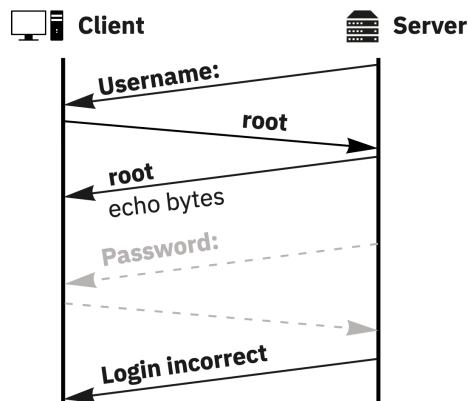 Client
Server
Username:
root
root
echo bytes
Password:
Login incorrect